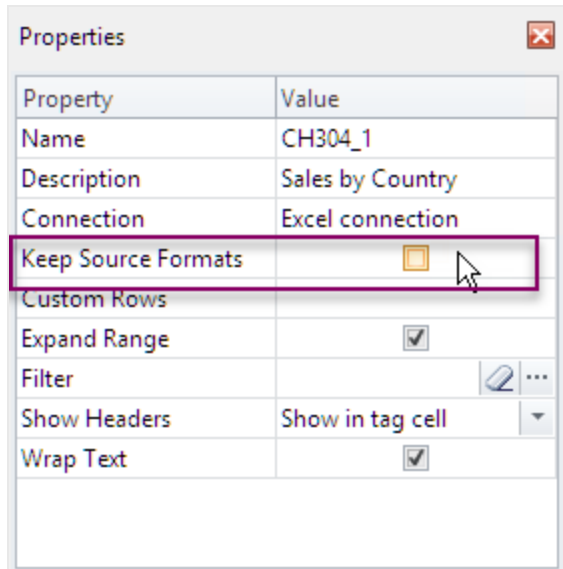 Properties
Property Value
Name CH304_1
Description Sales by Country
Connection Excel connection
Keep Source Formats
Custom Rows
Expand Range
Filter ...
Show Headers Show in tag cell
Wrap Text